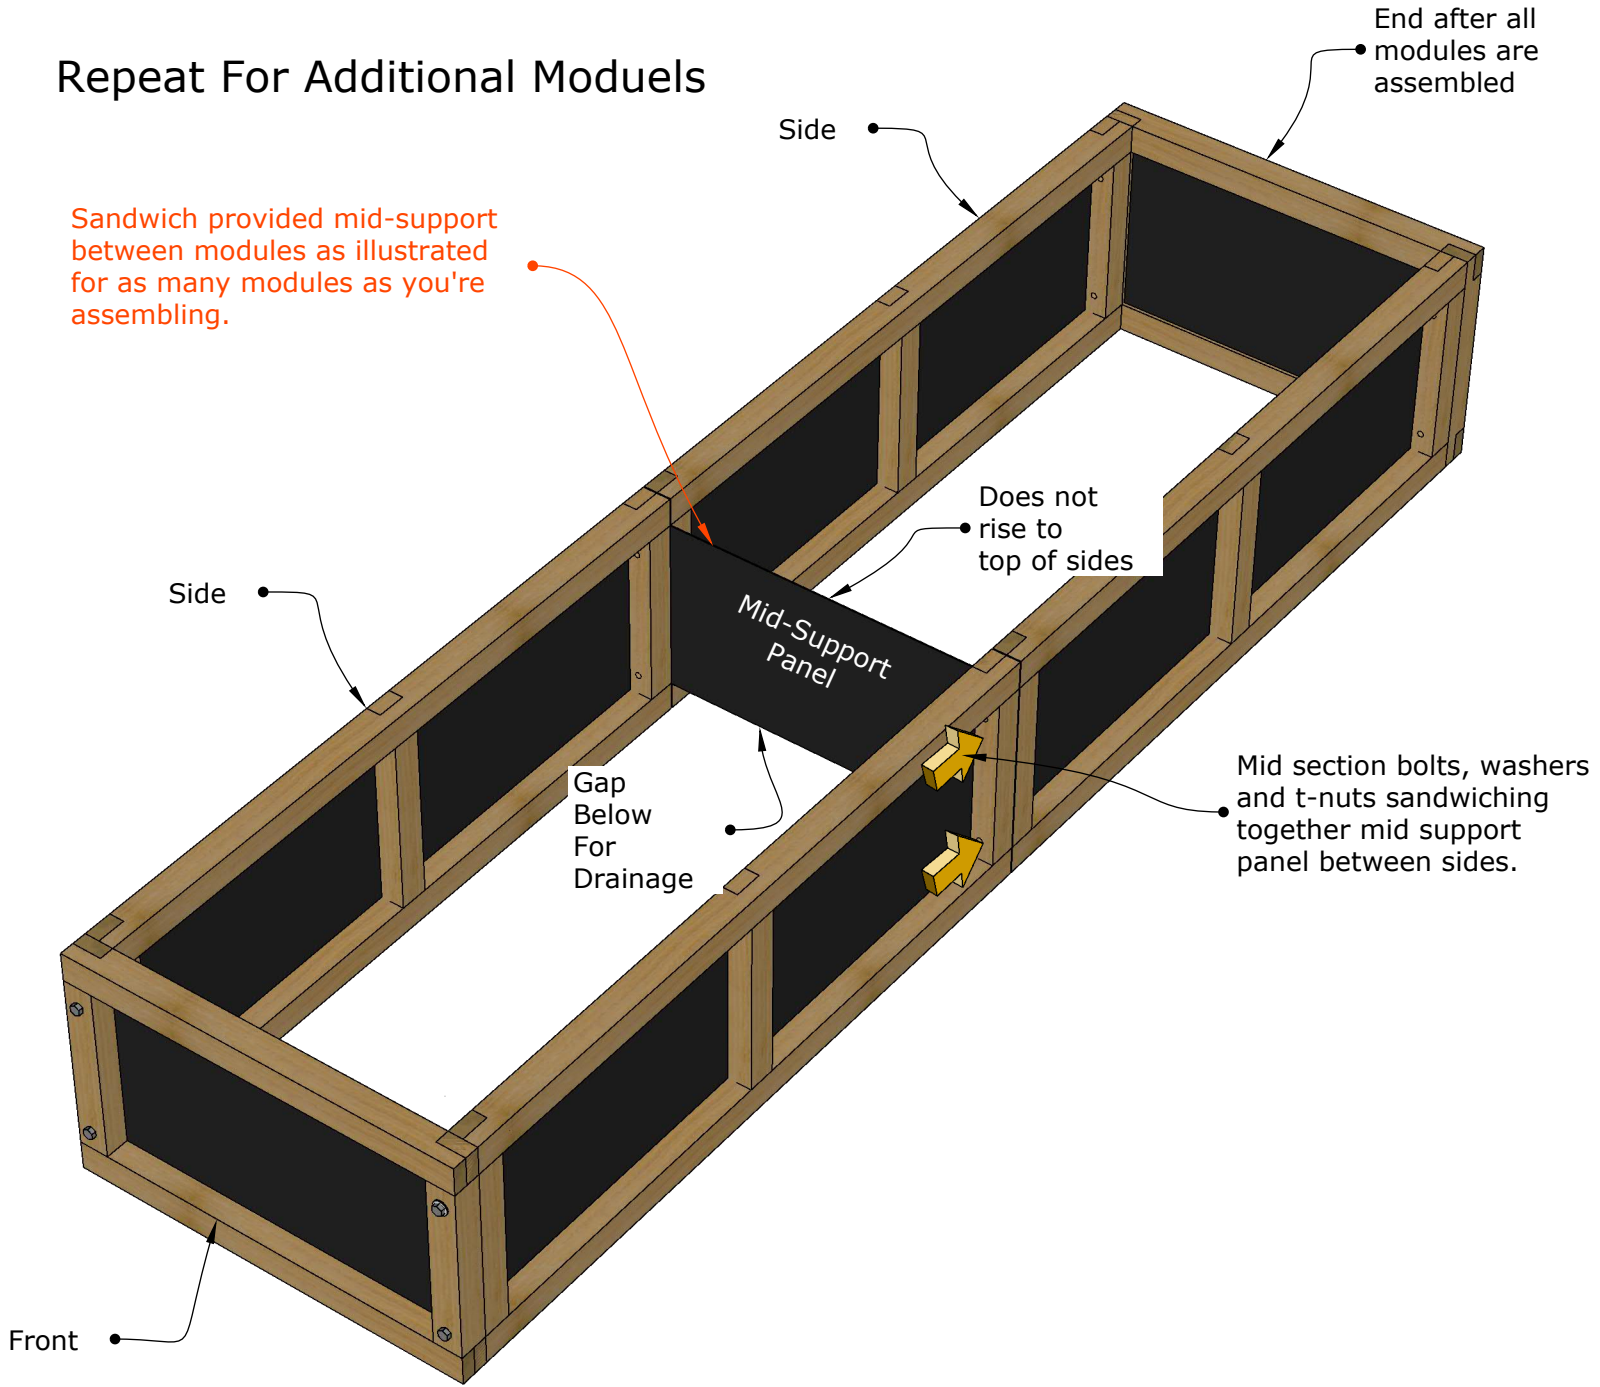 Repeat For Additional Moduels
End after all
modules are
assembled
Side
Sandwich provided mid-support
between modules as illustrated
for as many modules as you're
assembling.
Does not
rise to
top of sides
Side
Mid-Support
Panel
Gap
Below
For
Drainage
Mid section bolts, washers
and t-nuts sandwiching
together mid support
panel between sides.
Front